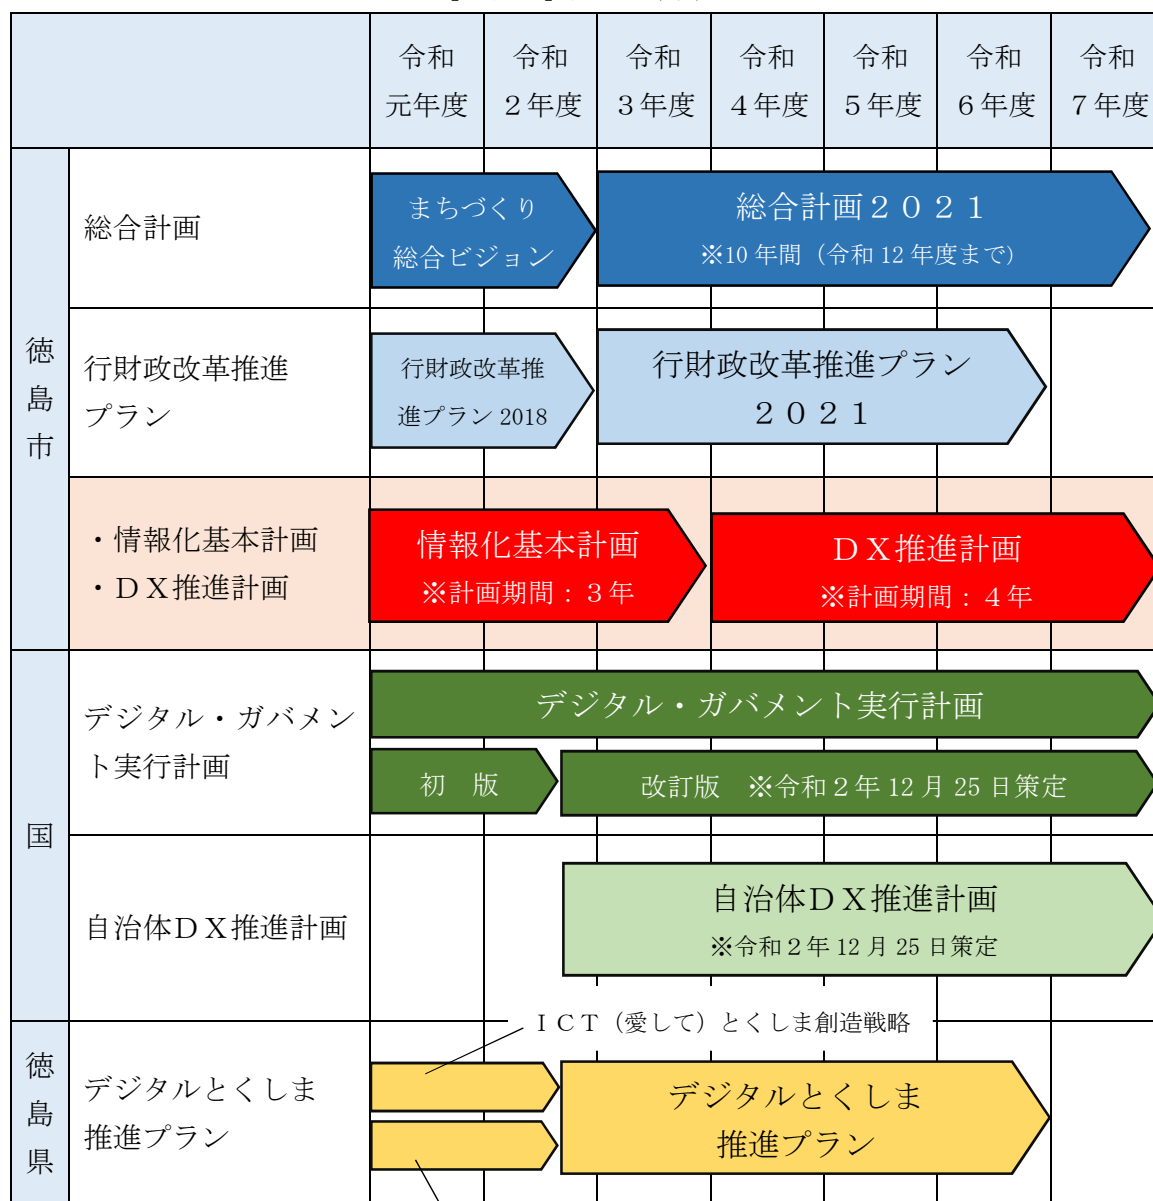 令和
元年度
令和
２年度
令和
３年度
令和
４年度
令和
５年度
令和
６年度
令和
７年度
徳島市
総合計画
まちづくり
総合ビジョン
総合計画２０２１
※10 年間（令和 12 年度まで）
行財政改革推進
プラン
行財政改革推
進プラン 2018
行財政改革推進プラン
２０２１
・情報化基本計画
・ＤＸ推進計画
情報化基本計画
※計画期間：３年
ＤＸ推進計画
※計画期間：４年
国
デジタル・ガバメン
ト実行計画
デジタル・ガバメント実行計画
初　版
改訂版　※令和２年 12 月 25 日策定
自治体ＤＸ推進計画
自治体ＤＸ推進計画
※令和２年 12 月 25 日策定
徳島県
ＩＣＴ（愛して）とくしま創造戦略
デジタルとくしま
推進プラン
デジタルとくしま
推進プラン